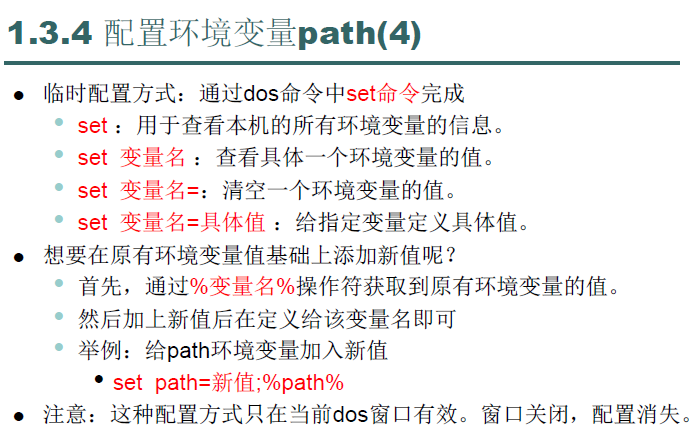 1.3.4 配置环境变量path(4)
临时配置方式：通过dos命令中set命令完成
set：用于查看本机的所有环境变量的信息。
set 变量名：查看具体一个环境变量的值。
set 变量名=：清空一个环境变量的值。
set 变量名=具体值：给指定变量定义具体值。
想要在原有环境变量值基础上添加新值呢？
首先，通过%变量名%操作符获取到原有环境变量的值。
然后加上新值后在定义给该变量名即可
举例：给path环境变量加入新值
set path=新值;%path%
注意：这种配置方式只在当前dos窗口有效。窗口关闭，配置消失。